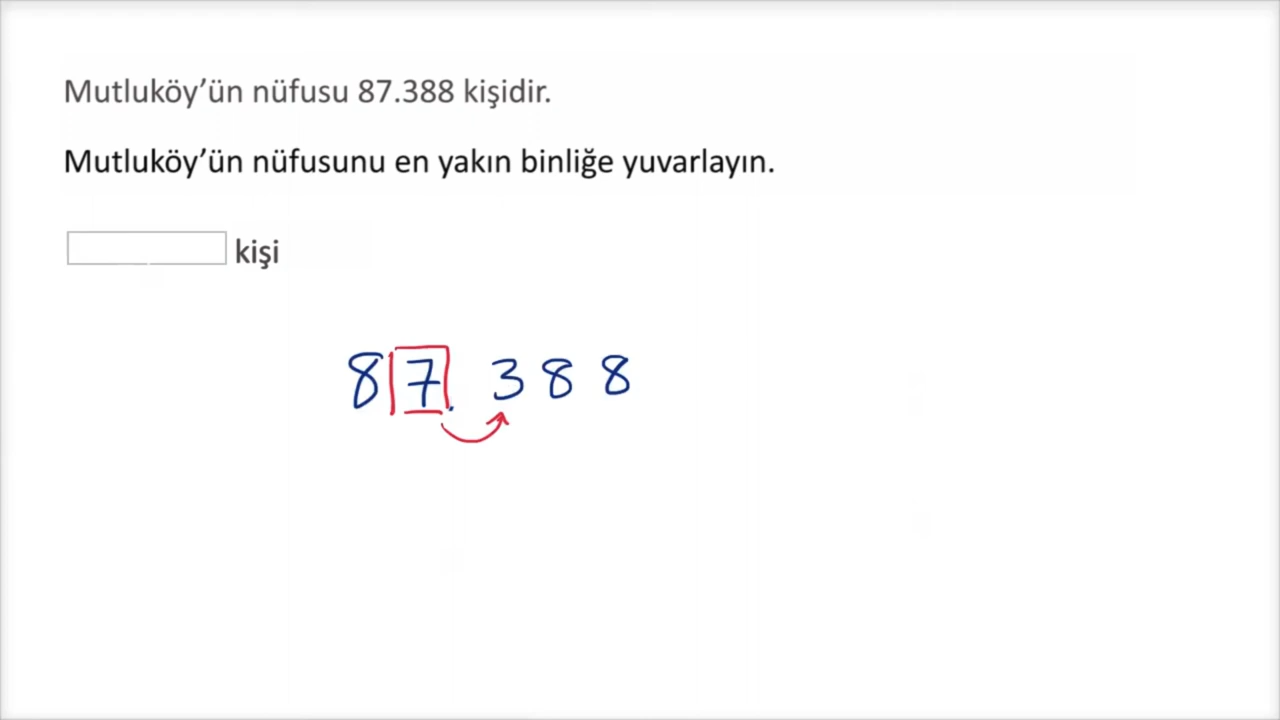 Mutluköy’ün nüfusu 87.388 kişidir.
Mutluköy’ün nüfusunu en yakın binliğe yuvarlayın.
kişi
87.388